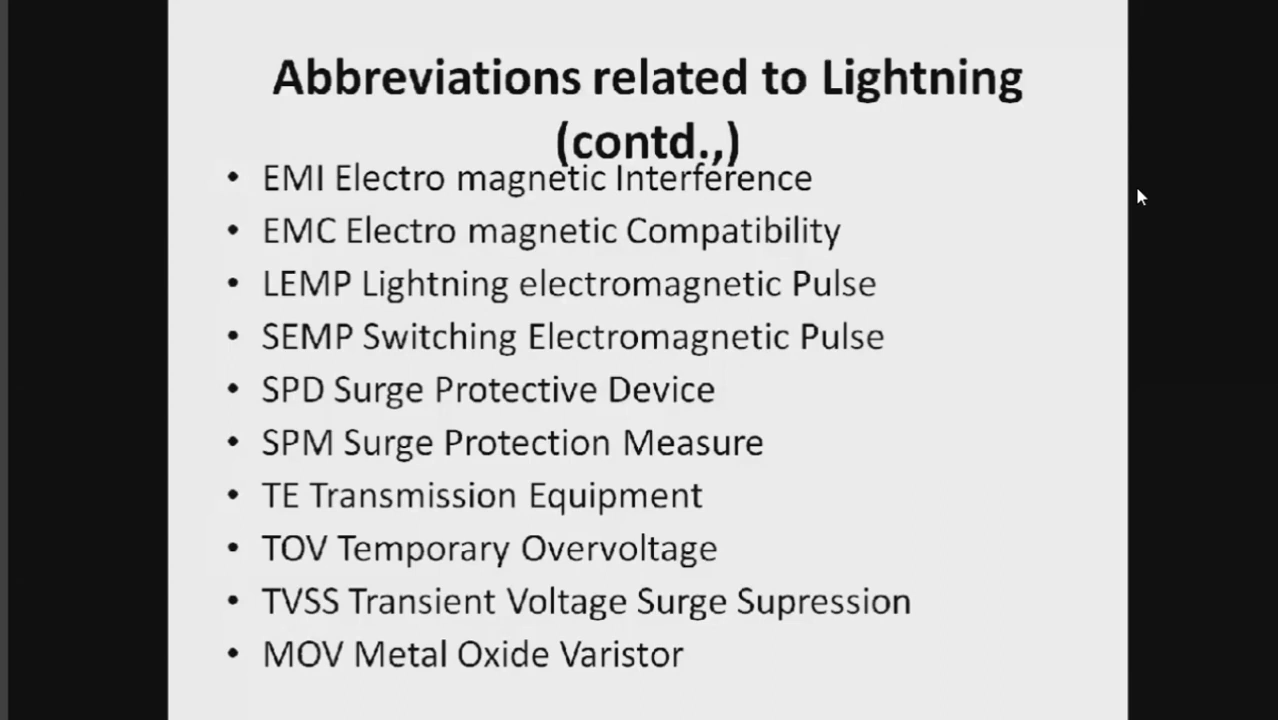 Abbreviations related to Lightning
(contd.,)
• EMI Electro magnetic Interference
• EMC Electro magnetic Compatibility
• LEMP Lightning electromagnetic Pulse
• SEMP Switching Electromagnetic Pulse
• SPD Surge Protective Device
• SPM Surge Protection Measure
• TE Transmission Equipment
• TOV Temporary Overvoltage
• TVSS Transient Voltage Surge Supression
• MOV Metal Oxide Varistor